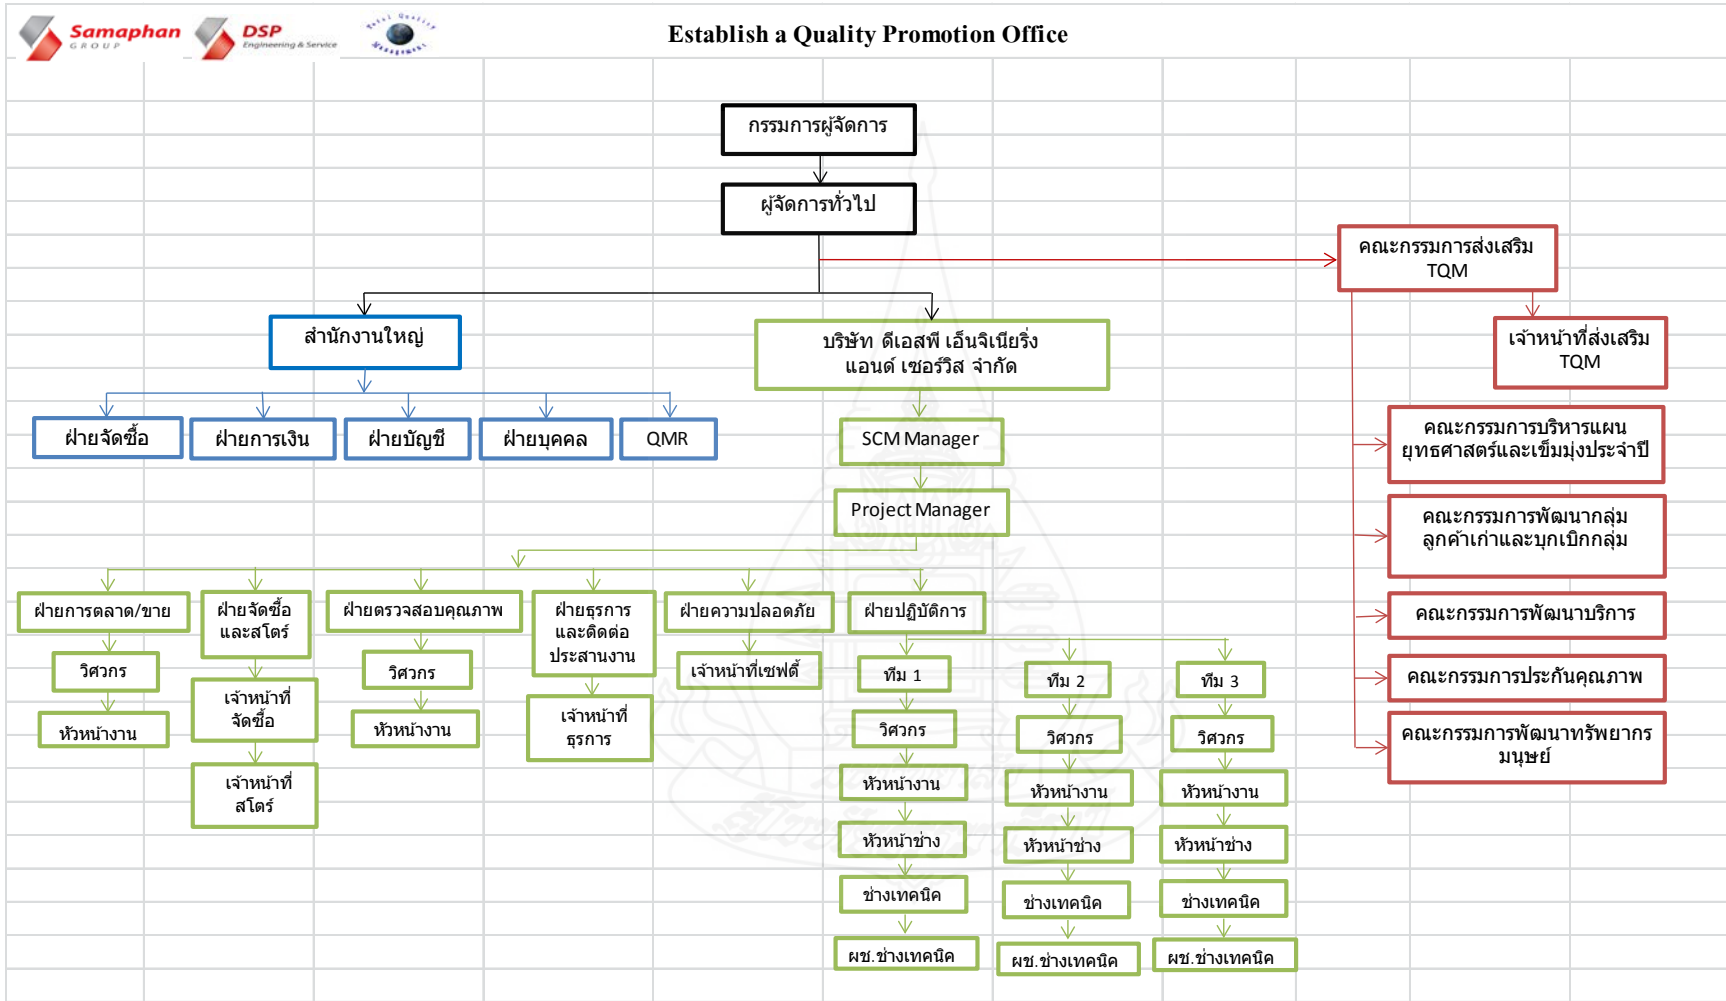 Samaphan
GROUP
DSP
Engineering & Service
Total Quality
Management
Establish a Quality Promotion Office
กรรมการผู้จัดการ
ผู้จัดการทั่วไป
คณะกรรมการส่งเสริม
TQM
สำนักงานใหญ่
บริษัท ดีเอสพี เอ็นจิเนียริ่ง
แอนด์ เซอร์วิส จำกัด
เจ้าหน้าที่ส่งเสริม
TQM
ฝ่ายจัดซื้อ
ฝ่ายการเงิน
ฝ่ายบัญชี
ฝ่ายบุคคล
QMR
SCM Manager
คณะกรรมการบริหารแผน
ยุทธศาสตร์และเข็มมุ่งประจำปี
Project Manager
คณะกรรมการพัฒนากลุ่ม
ลูกค้าเก่าและบุกเบิกกลุ่ม
ฝ่ายการตลาด/ขาย
ฝ่ายจัดซื้อ
และสโตร์
ฝ่ายตรวจสอบคุณภาพ
ฝ่ายธุรการ
และติดต่อ
ประสานงาน
ฝ่ายความปลอดภัย
ฝ่ายปฏิบัติการ
คณะกรรมการพัฒนาบริการ
วิศวกร
เจ้าหน้าที่
จัดซื้อ
วิศวกร
เจ้าหน้าที่เซฟตี้
ทีม 1
ทีม 2
ทีม 3
คณะกรรมการประกันคุณภาพ
หัวหน้างาน
หัวหน้างาน
เจ้าหน้าที่
ธุรการ
วิศวกร
วิศวกร
วิศวกร
คณะกรรมการพัฒนาทรัพยากร
มนุษย์
เจ้าหน้าที่
สโตร์
หัวหน้างาน
หัวหน้างาน
หัวหน้างาน
หัวหน้าช่าง
หัวหน้าช่าง
หัวหน้าช่าง
ช่างเทคนิค
ช่างเทคนิค
ช่างเทคนิค
ผช.ช่างเทคนิค
ผช.ช่างเทคนิค
ผช.ช่างเทคนิค